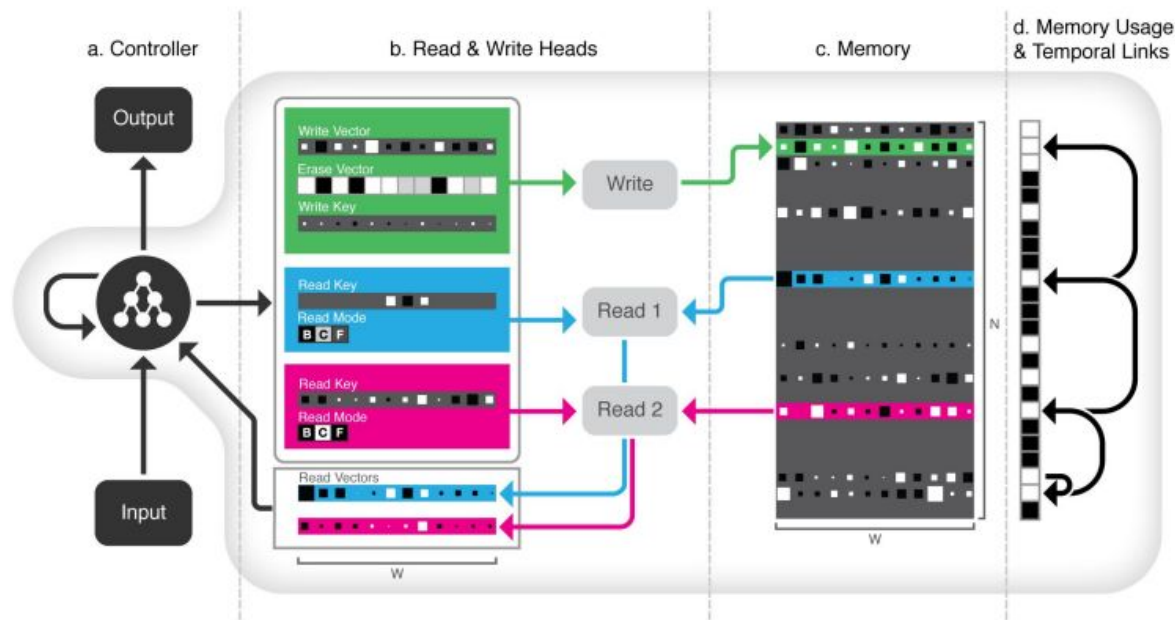 a. Controller
b. Read & Write Heads
c. Memory
d. Memory Usage
& Temporal Links
Output
Input
Write Vector
Erase Vector
Write Key
Read Key
Read Mode
B C F
Read Key
Read Mode
B C F
Read Vectors
W
Write
Read 1
Read 2
N
W